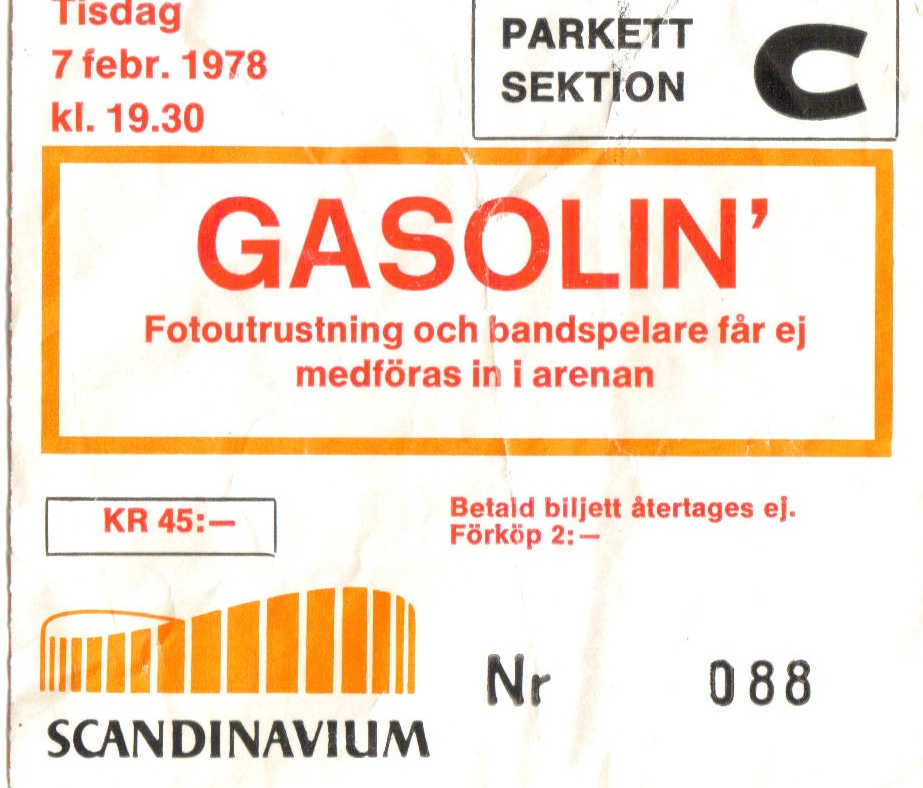 Tisdag
7 febr. 1978
kl. 19.30
PARKETT
SEKTION
C
GASOLIN’
Fotoutrustning och bandspelare får ej
medföras in i arenan
KR 45:—
Betald biljett återtages ej.
Förköp 2:—
SCANDINAVIUM
Nr 088